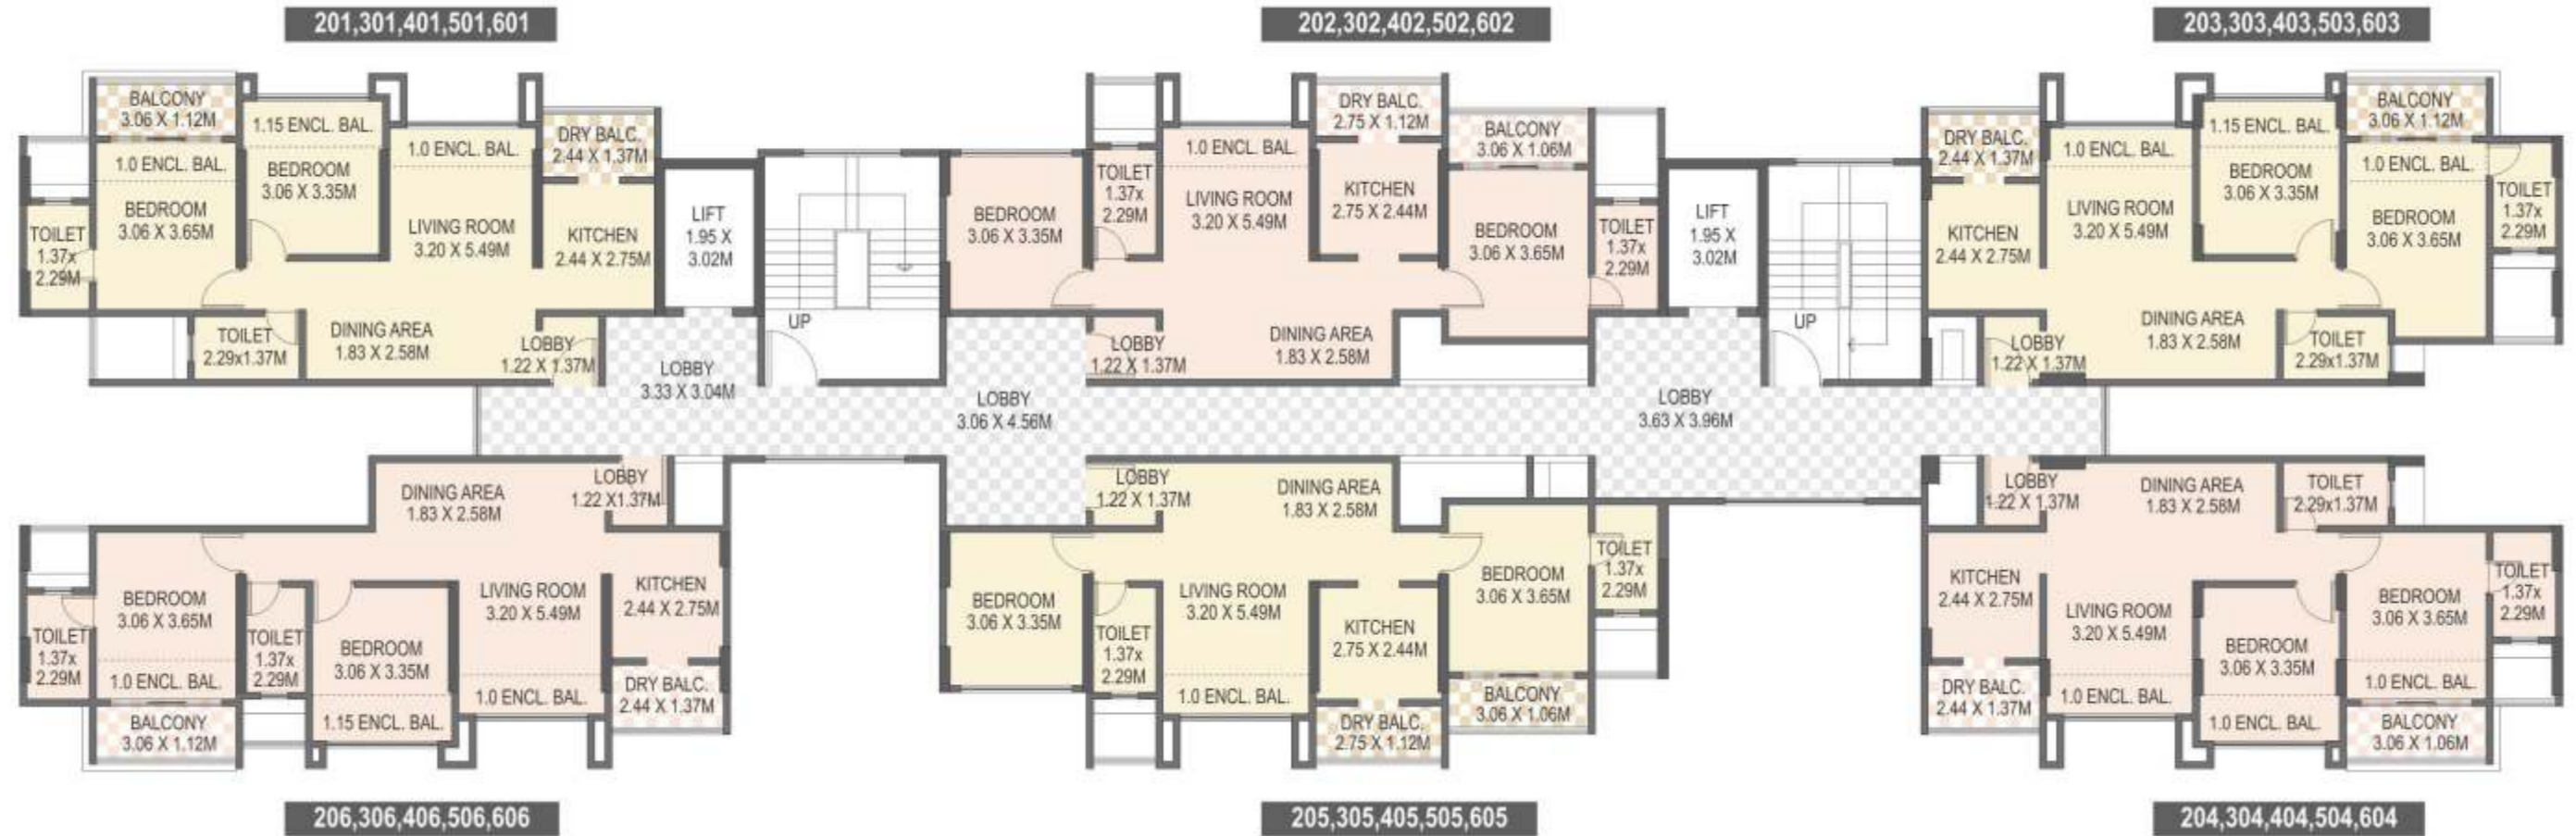 201,301,401,501,601
BALCONY
3.06 X 1.12M
1.15 ENCL. BAL.
1.0 ENCL. BAL.
DRY BALC.
2.44 X 1.37M
1.0 ENCL. BAL.
BEDROOM
3.06 X 3.35M
BEDROOM
3.06 X 3.65M
LIVING ROOM
3.20 X 5.49M
KITCHEN
2.44 X 2.75M
TOILET
1.37x
2.29M
TOILET
2.29x1.37M
DINING AREA
1.83 X 2.58M
LOBBY
1.22 X 1.37M
LIFT
1.95 X
3.02M
UP
LOBBY
3.33 X 3.04M
202,302,402,502,602
BEDROOM
3.06 X 3.35M
TOILET
1.37x
2.29M
1.0 ENCL. BAL.
LIVING ROOM
3.20 X 5.49M
DRY BALC.
2.75 X 1.12M
KITCHEN
2.75 X 2.44M
BALCONY
3.06 X 1.06M
BEDROOM
3.06 X 3.65M
TOILET
1.37x
2.29M
LOBBY
1.22 X 1.37M
DINING AREA
1.83 X 2.58M
LIFT
1.95 X
3.02M
UP
LOBBY
3.06 X 4.56M
LOBBY
3.63 X 3.96M
203,303,403,503,603
DRY BALC.
2.44 X 1.37M
1.0 ENCL. BAL.
1.15 ENCL. BAL.
BALCONY
3.06 X 1.12M
1.0 ENCL. BAL.
BEDROOM
3.06 X 3.35M
TOILET
1.37x
2.29M
KITCHEN
2.44 X 2.75M
LIVING ROOM
3.20 X 5.49M
BEDROOM
3.06 X 3.65M
LOBBY
1.22 X 1.37M
DINING AREA
1.83 X 2.58M
TOILET
2.29x1.37M
DINING AREA
1.83 X 2.58M
LOBBY
1.22 X1.37M
BEDROOM
3.06 X 3.65M
TOILET
1.37x
2.29M
TOILET
1.37x
2.29M
BEDROOM
3.06 X 3.35M
LIVING ROOM
3.20 X 5.49M
KITCHEN
2.44 X 2.75M
1.0 ENCL. BAL.
1.15 ENCL. BAL.
1.0 ENCL. BAL.
DRY BALC.
2.44 X 1.37M
BALCONY
3.06 X 1.12M
206,306,406,506,606
LOBBY
1.22 X 1.37M
DINING AREA
1.83 X 2.58M
BEDROOM
3.06 X 3.35M
TOILET
1.37x
2.29M
LIVING ROOM
3.20 X 5.49M
KITCHEN
2.75 X 2.44M
BEDROOM
3.06 X 3.65M
TOILET
1.37x
2.29M
1.0 ENCL. BAL.
DRY BALC.
2.75 X 1.12M
BALCONY
3.06 X 1.06M
205,305,405,505,605
LOBBY
1.22 X 1.37M
DINING AREA
1.83 X 2.58M
TOILET
2.29x1.37M
KITCHEN
2.44 X 2.75M
LIVING ROOM
3.20 X 5.49M
BEDROOM
3.06 X 3.35M
BEDROOM
3.06 X 3.65M
TOILET
1.37x
2.29M
DRY BALC.
2.44 X 1.37M
1.0 ENCL. BAL.
1.0 ENCL. BAL.
1.0 ENCL. BAL.
BALCONY
3.06 X 1.06M
204,304,404,504,604